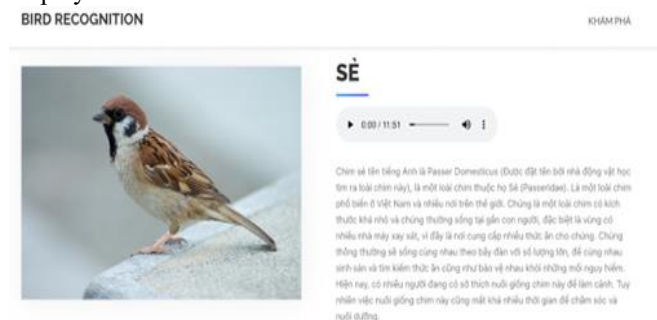 BIRD RECOGNITION
KHÁM PHÁ
SẺ
0:00 / 11:51
Chim sẻ tên tiếng Anh là Passer Domesticus (Được đặt tên bởi nhà động vật học
tìm ra loài chim này), là một loài chim thuộc họ Sẻ (Passeridae). Là một loài chim
phổ biến ở Việt Nam và nhiều nơi trên thế giới. Chúng là một loài chim có kích
thước khá nhỏ và chúng thường sống tại gần con người, đặc biệt là vùng có
nhiều nhà máy xay xát, vì đây là nơi cung cấp nhiều thức ăn cho chúng. Chúng
thông thường sẽ sống cùng nhau theo bầy đàn với số lượng lớn, để cùng nhau
sinh sản và tìm kiếm thức ăn cũng như bảo vệ nhau khỏi những mối nguy hiểm.
Hiện nay, có nhiều người đang có sở thích nuôi giống chim này để làm cảnh. Tuy
nhiên việc nuôi giống chim này cũng mất khá nhiều thời gian để chăm sóc và
nuôi dưỡng.